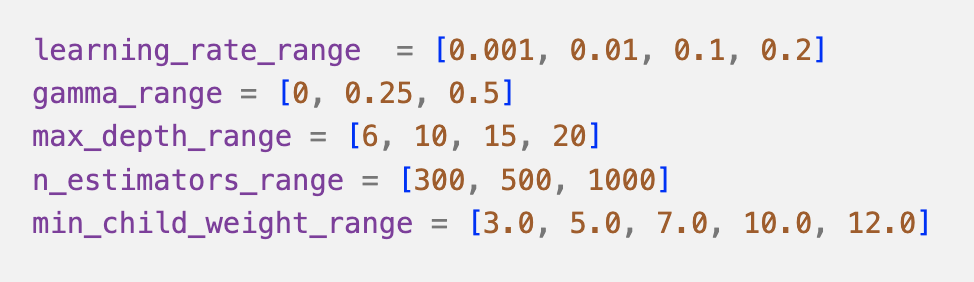 learning_rate_range  = [0.001, 0.01, 0.1, 0.2]
gamma_range = [0, 0.25, 0.5]
max_depth_range = [6, 10, 15, 20]
n_estimators_range = [300, 500, 1000]
min_child_weight_range = [3.0, 5.0, 7.0, 10.0, 12.0]